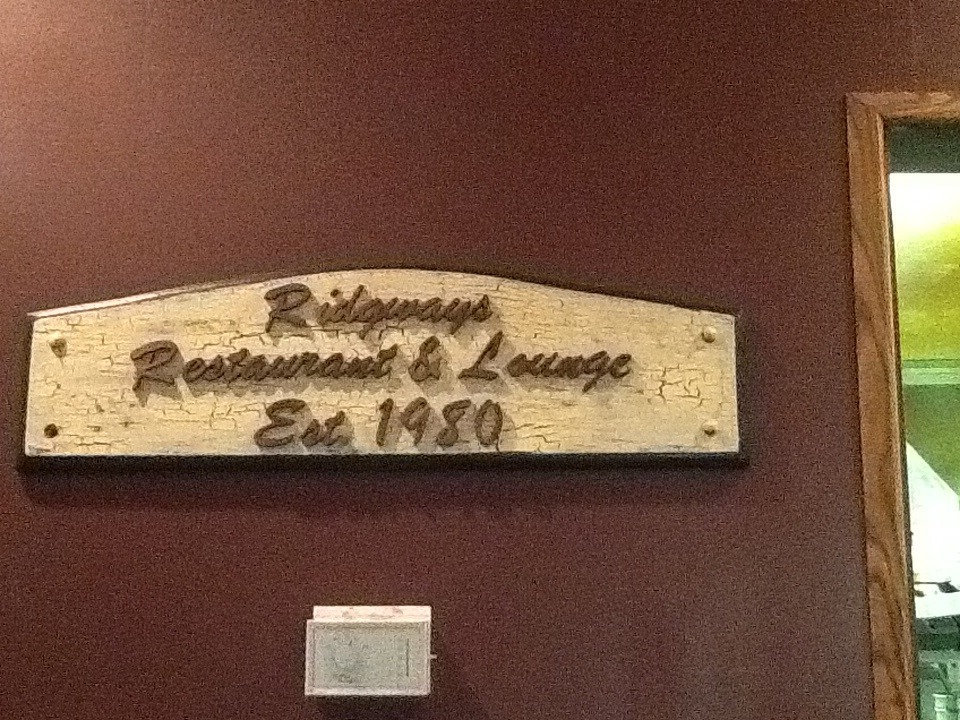 Ridgways
Restaurant & Lounge
Est. 1980